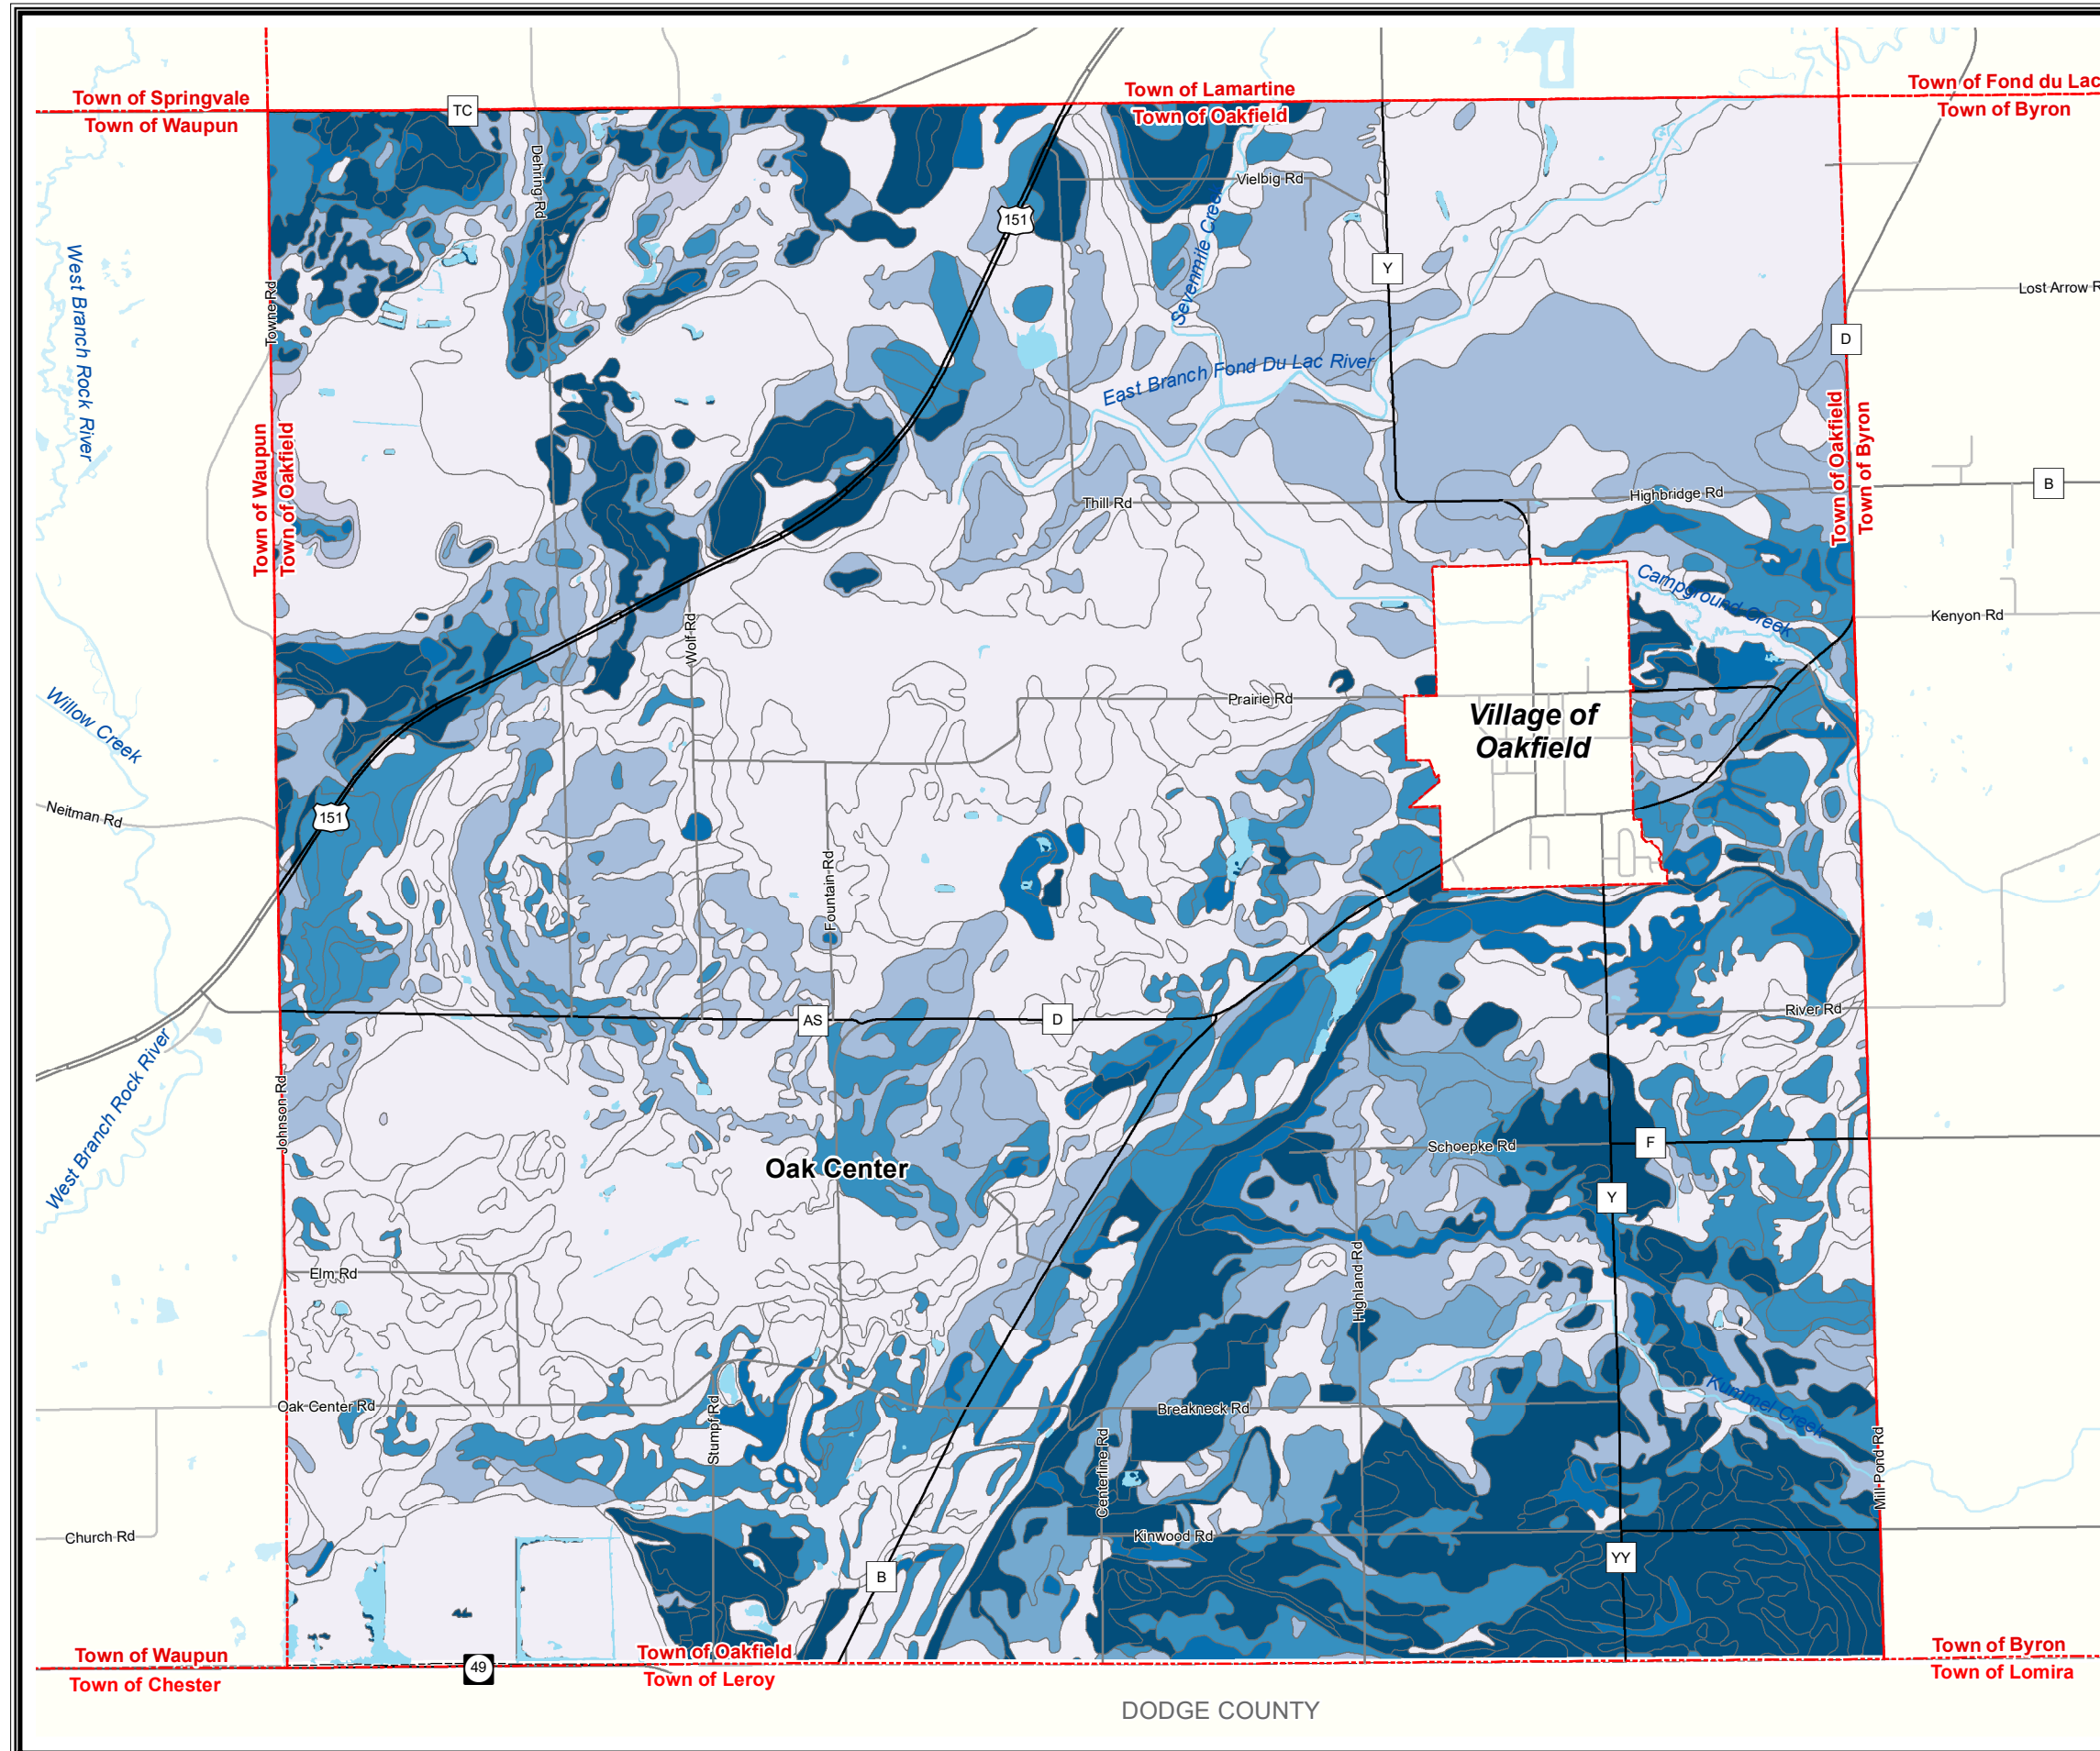 Town of Springvale
Town of Waupun
TC
Town of Lamartine
Town of Oakfield
Town of Fond du Lac
Town of Byron
Dehring Rd
Vielbig Rd
151
Sevenmile Creek
Y
West Branch Rock River
Towne Rd
Lost Arrow R
D
East Branch Fond Du Lac River
Town of Waupun
Town of Oakfield
Town of Oakfield
Town of Byron
Thill Rd
Highbridge Rd
B
Campground Creek
Kenyon Rd
Wolf Rd
Willow Creek
Prairie Rd
Village of
Oakfield
Neitman Rd
151
Fountain Rd
AS
D
River Rd
West Branch Rock River
Johnson Rd
Schoepke Rd
F
Oak Center
Y
Elm Rd
Highland Rd
Oak Center Rd
Stumpf Rd
Breakneck Rd
Kummel Creek
Centerline Rd
Mill Pond Rd
Church Rd
Kinwood Rd
B
YY
Town of Waupun
Town of Chester
49
Town of Oakfield
Town of Leroy
Town of Byron
Town of Lomira
DODGE COUNTY